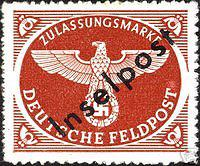 ZULASSUNGSMARKE
Inselpost
DEUTSCHE FELDPOST